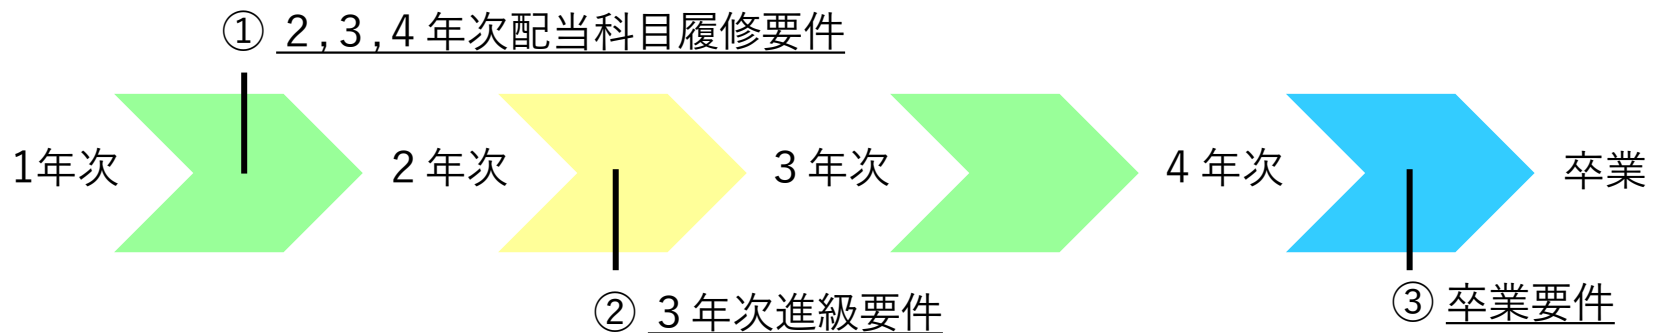 ① 2,3,4年次配当科目履修要件
1年次 2年次 3年次 4年次 卒業
② 3年次進級要件
③ 卒業要件